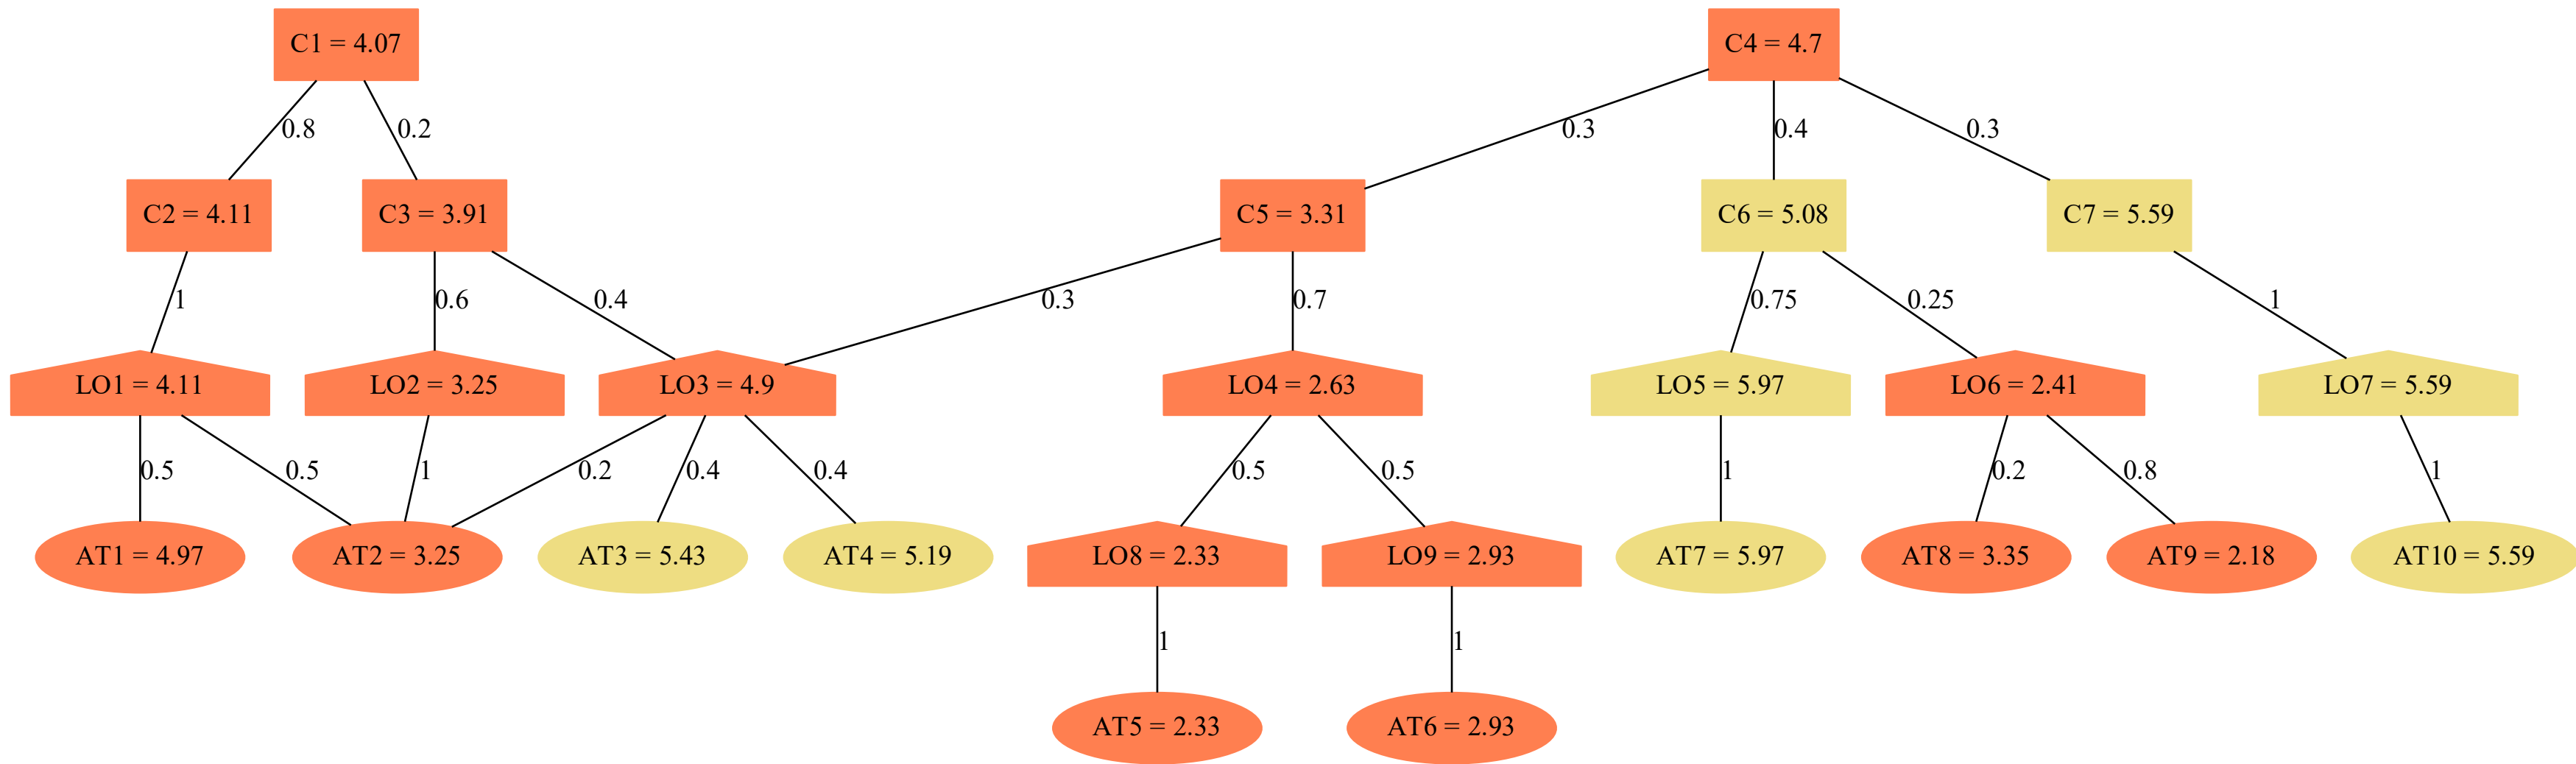 C1 = 4.07
C4 = 4.7
0.8
0.2
0.3
0.4
0.3
C2 = 4.11
C3 = 3.91
C5 = 3.31
C6 = 5.08
C7 = 5.59
1
0.6
0.4
0.3
0.7
0.75
0.25
1
LO1 = 4.11
LO2 = 3.25
LO3 = 4.9
LO4 = 2.63
LO5 = 5.97
LO6 = 2.41
LO7 = 5.59
0.5
0.5
1
0.2
0.4
0.4
0.5
0.5
1
0.2
0.8
1
AT1 = 4.97
AT2 = 3.25
AT3 = 5.43
AT4 = 5.19
LO8 = 2.33
LO9 = 2.93
AT7 = 5.97
AT8 = 3.35
AT9 = 2.18
AT10 = 5.59
1
1
AT5 = 2.33
AT6 = 2.93